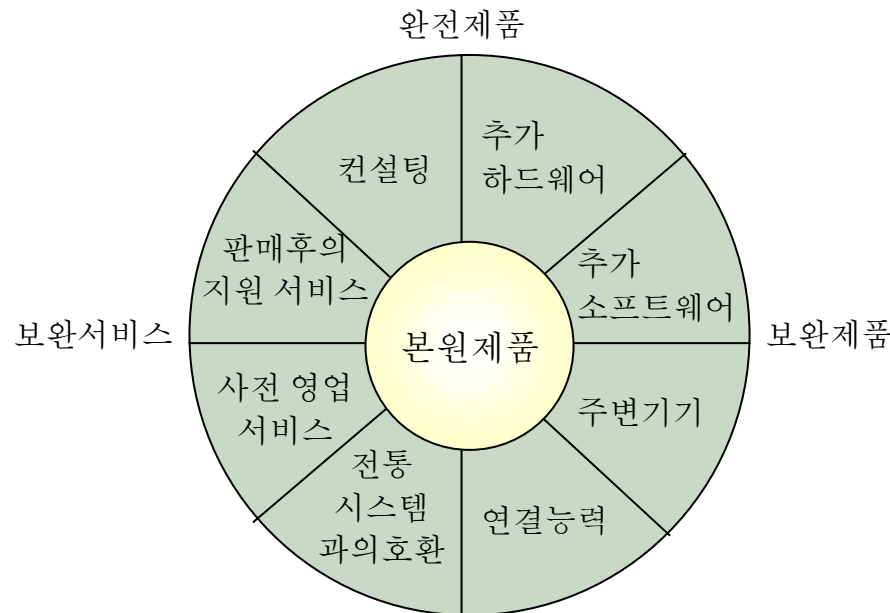 완전제품
컨설팅
추가
하드웨어
판매후의
지원 서비스
추가
소프트웨어
보완서비스
본원제품
보완제품
사전 영업
서비스
주변기기
전통
시스템
과의호환
연결능력